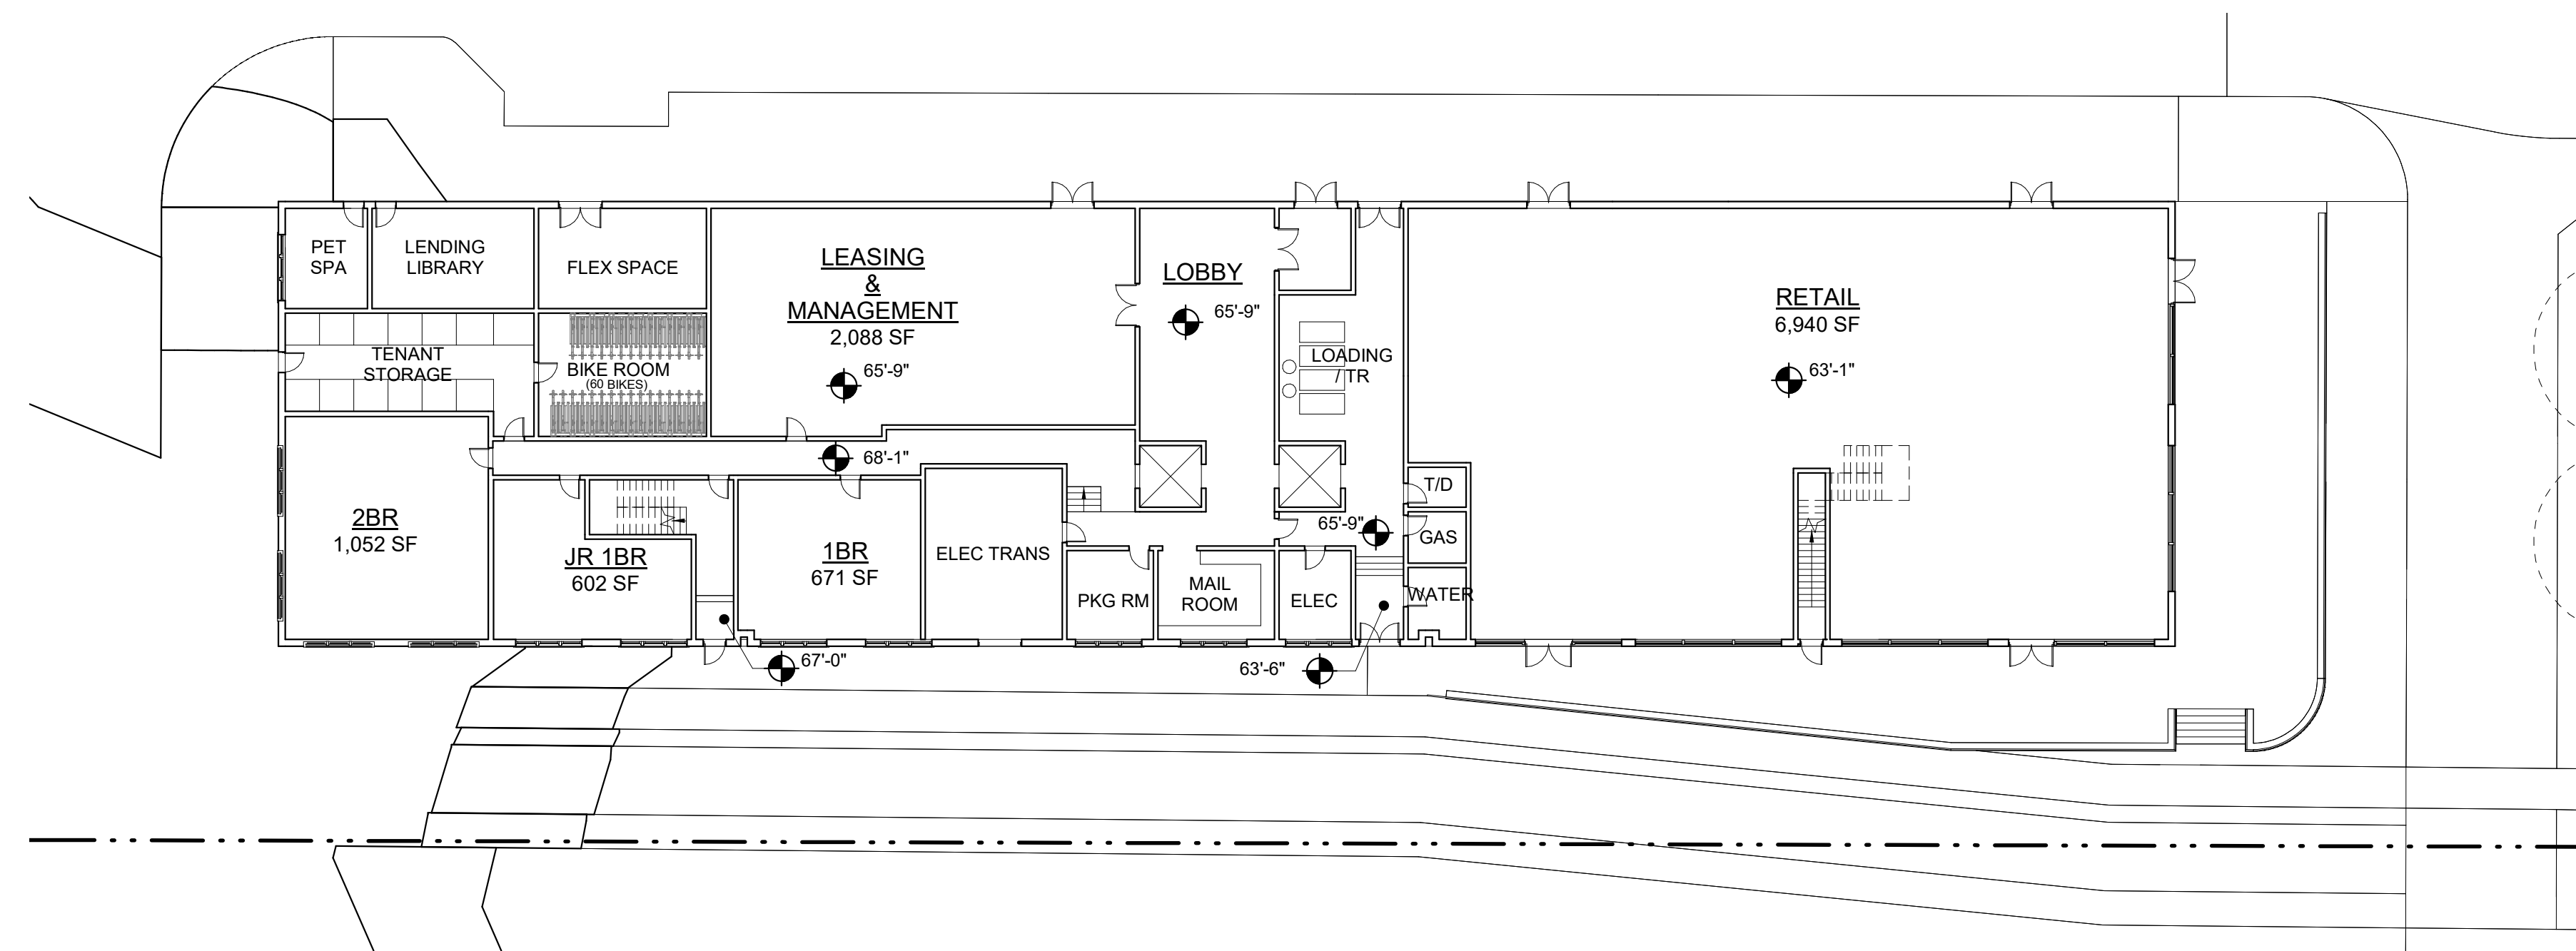 PET
SPA
LENDING
LIBRARY
FLEX SPACE
LEASING
&
MANAGEMENT
2,088 SF
65'-9"
LOBBY
65'-9"
RETAIL
6,940 SF
63'-1"
TENANT
STORAGE
BIKE ROOM
(60 BIKES)
LOADING
/ TR
68'-1"
T/D
2BR
1,052 SF
JR 1BR
602 SF
1BR
671 SF
ELEC TRANS
65'-9"
GAS
PKG RM
MAIL
ROOM
ELEC
WATER
67'-0"
63'-6"